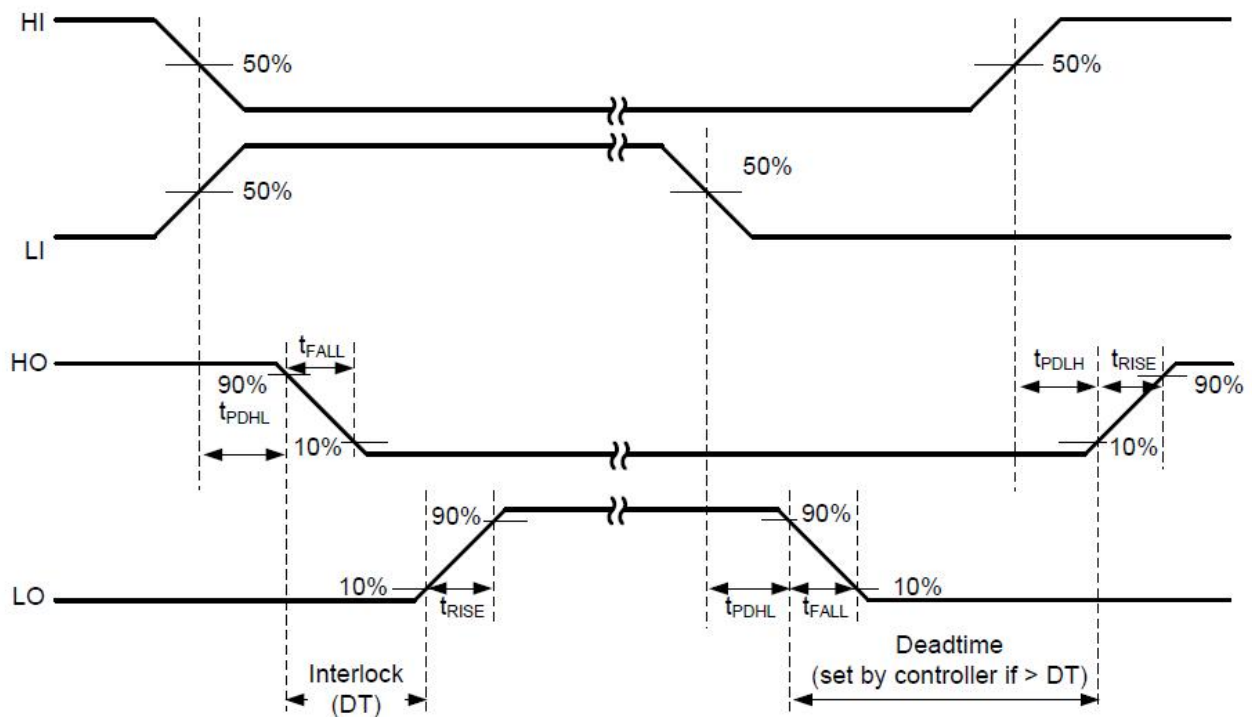 HI
50%
50%
50%
50%
LI
HO
tFALL
90%
tPDHL
10%
tPDLH
tRISE
90%
10%
LO
90%
10%
tRISE
90%
10%
tPDHL
tFALL
Interlock
(DT)
Deadtime
(set by controller if > DT)